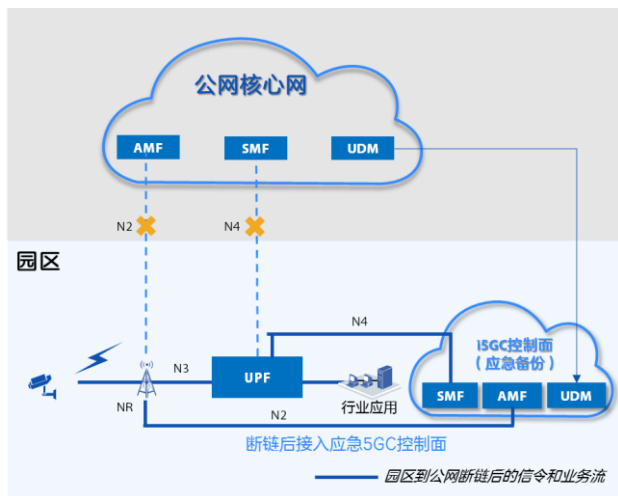 公网核心网
AMF
SMF
UDM
N2
N4
园区
N4
i5GC控制面
（应急备份）
N3
UPF
行业应用
SMF
AMF
UDM
NR
N2
断链后接入应急5GC控制面
园区到公网断链后的信令和业务流